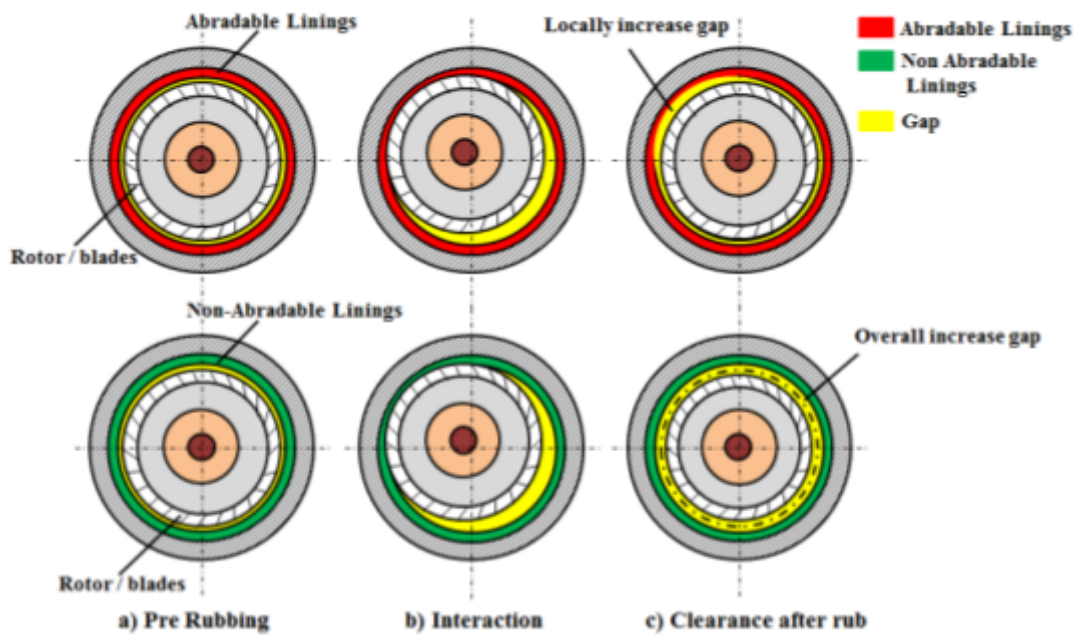 Abradable Linings
Locally increase gap
Abradable Linings
Non Abradable
Linings
Gap
Rotor / blades
Non-Abradable Linings
Overall increase gap
Rotor / blades
a) Pre Rubbing
b) Interaction
c) Clearance after rub